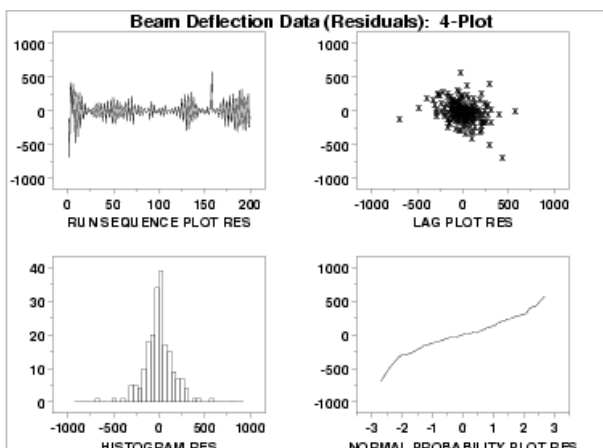 Beam Deflection Data (Residuals): 4-Plot
1000
500
0
-500
-1000
0 50 100 150 200
RUN SEQUENCE PLOT RES
1000
500
0
-500
-1000
-1000 -500 0 500 1000
LAG PLOT RES
40
30
20
10
0
-1000 -500 0 500 1000
HISTOGRAM RES
1000
500
0
-500
-1000
-3 -2 -1 0 1 2 3
NORMAL PROBABILITY PLOT RES